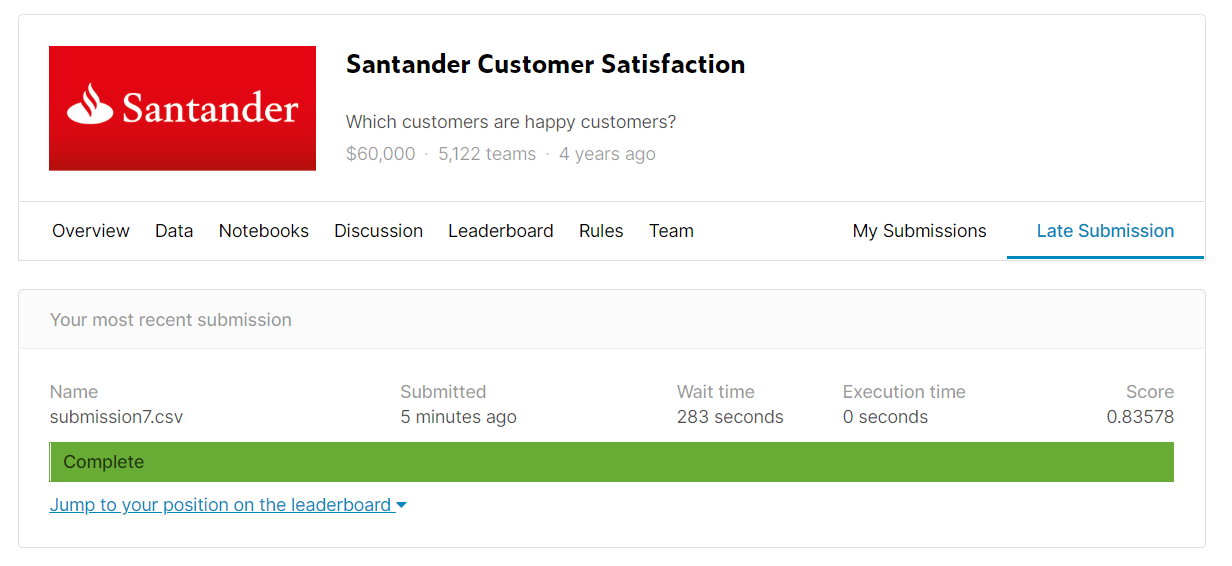 Santander
Santander Customer Satisfaction
Which customers are happy customers?
$60,000 · 5,122 teams · 4 years ago
Overview Data Notebooks Discussion Leaderboard Rules Team My Submissions Late Submission
Your most recent submission
Name Submitted Wait time Execution time Score
submission7.csv 5 minutes ago 283 seconds 0 seconds 0.83578
Complete
Jump to your position on the leaderboard